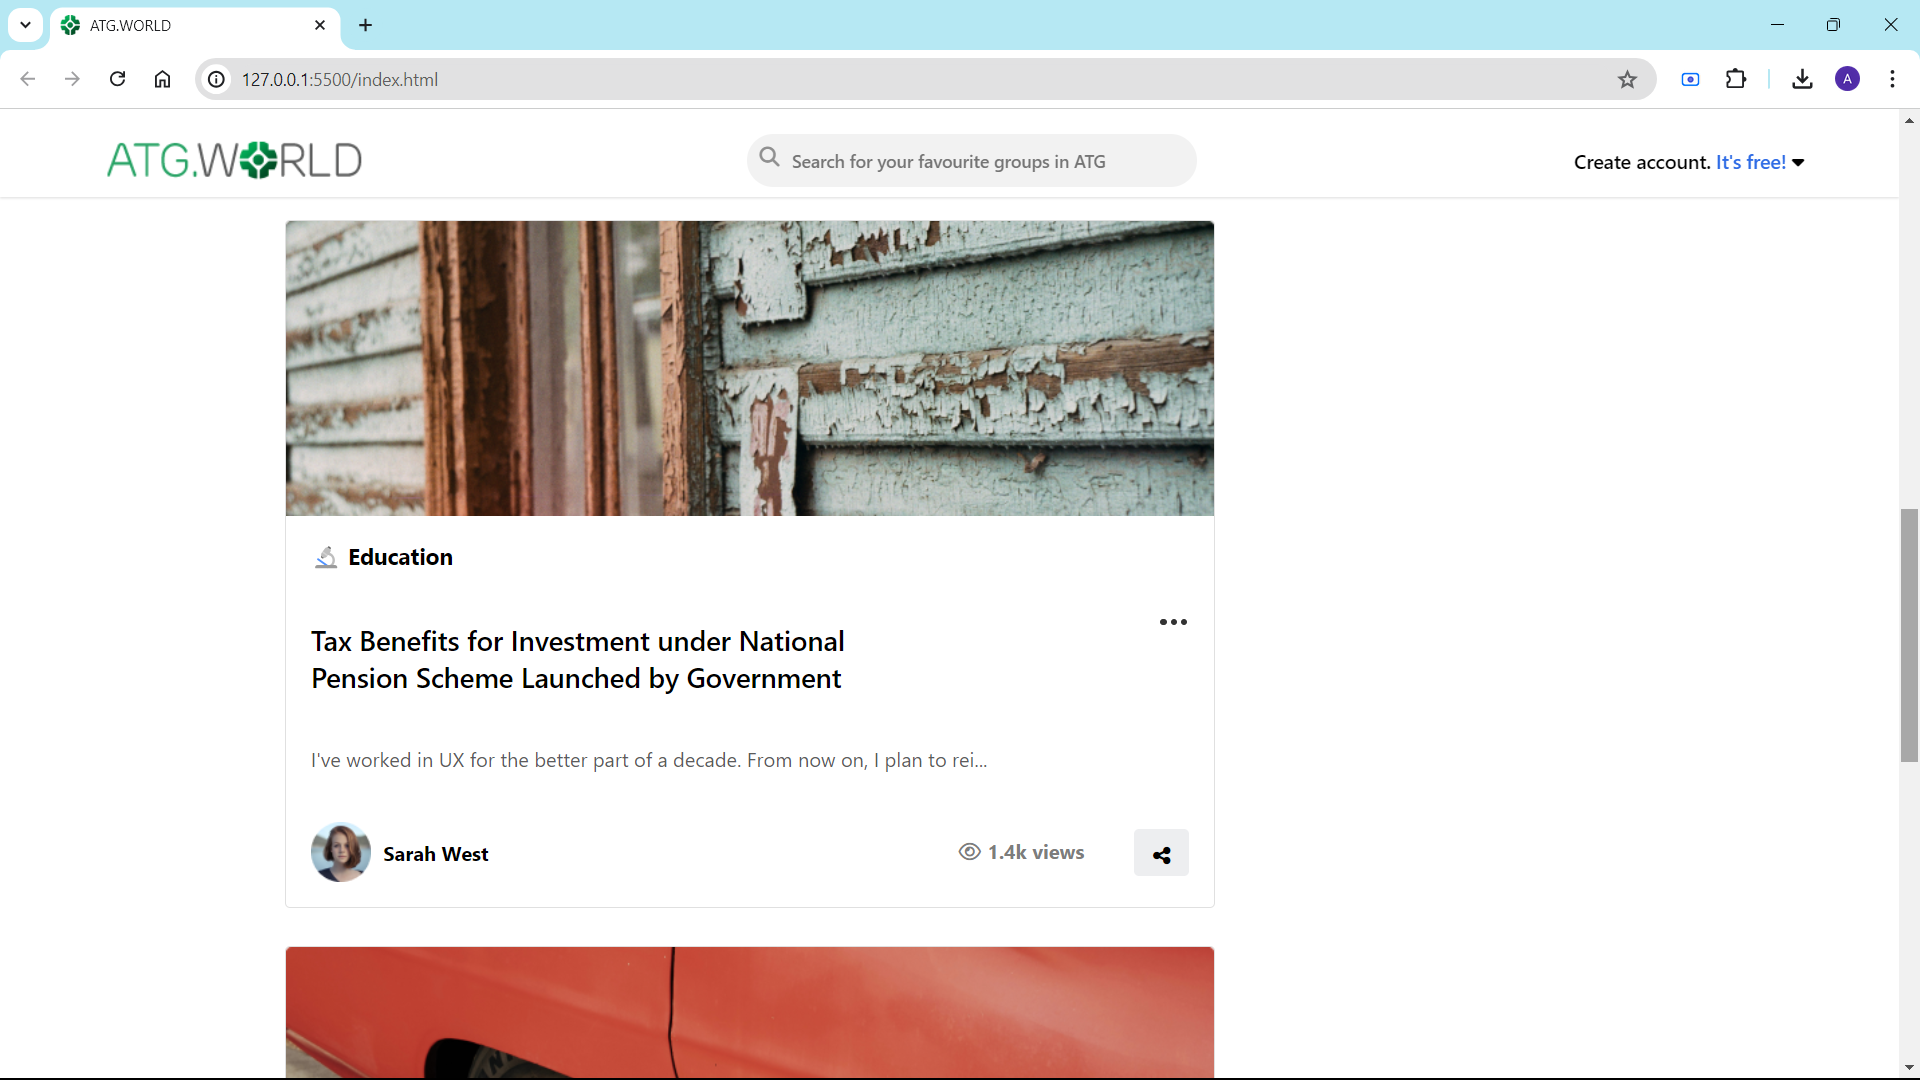 ATG.WORLD
127.0.0.1:5500/index.html
A
ATG.WORLD
Search for your favourite groups in ATG
Create account. It's free!
Education
Tax Benefits for Investment under National
Pension Scheme Launched by Government
I've worked in UX for the better part of a decade. From now on, I plan to rei...
Sarah West
1.4k views